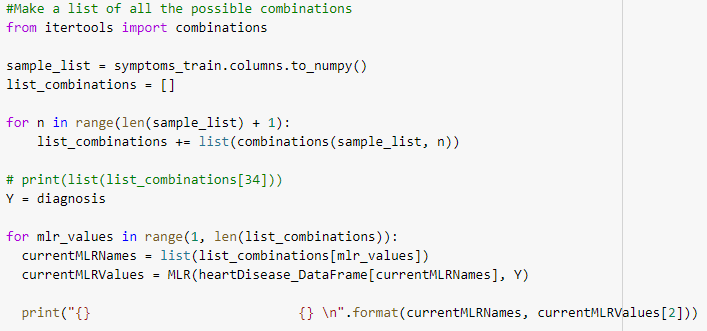 #Make a list of all the possible combinations
from itertools import combinations
sample_list = symptoms_train.columns.to_numpy()
list_combinations = []
for n in range(len(sample_list) + 1):
    list_combinations += list(combinations(sample_list, n))
# print(list(list_combinations[34]))
Y = diagnosis
for mlr_values in range(1, len(list_combinations)):
  currentMLRNames = list(list_combinations[mlr_values])
  currentMLRValues = MLR(heartDisease_DataFrame[currentMLRNames], Y)
  print("{}                           {} \n".format(currentMLRNames, currentMLRValues[2]))